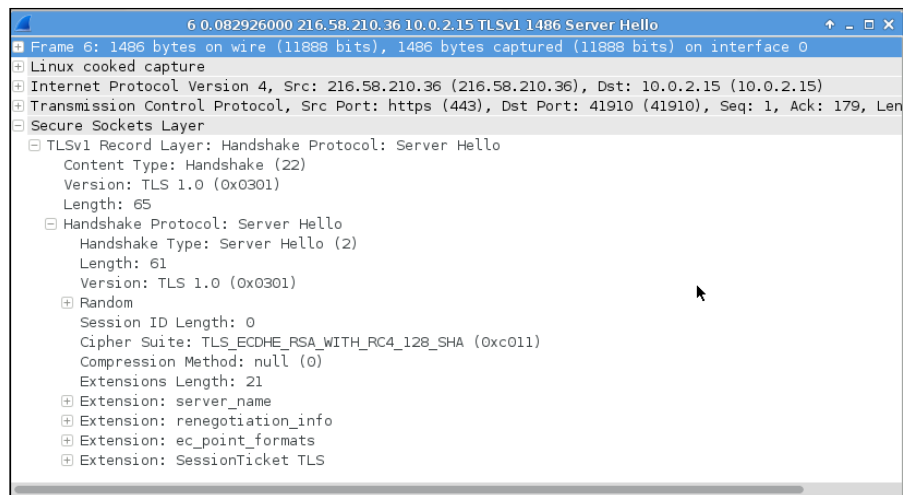 6 0.082926000 216.58.210.36 10.0.2.15 TLSv1 1486 Server Hello
Frame 6: 1486 bytes on wire (11888 bits), 1486 bytes captured (11888 bits) on interface 0
Linux cooked capture
Internet Protocol Version 4, Src: 216.58.210.36 (216.58.210.36), Dst: 10.0.2.15 (10.0.2.15)
Transmission Control Protocol, Src Port: https (443), Dst Port: 41910 (41910), Seq: 1, Ack: 179, Len
Secure Sockets Layer
TLSv1 Record Layer: Handshake Protocol: Server Hello
Content Type: Handshake (22)
Version: TLS 1.0 (0x0301)
Length: 65
Handshake Protocol: Server Hello
Handshake Type: Server Hello (2)
Length: 61
Version: TLS 1.0 (0x0301)
Random
Session ID Length: 0
Cipher Suite: TLS_ECDHE_RSA_WITH_RC4_128_SHA (0xc011)
Compression Method: null (0)
Extensions Length: 21
Extension: server_name
Extension: renegotiation_info
Extension: ec_point_formats
Extension: SessionTicket TLS